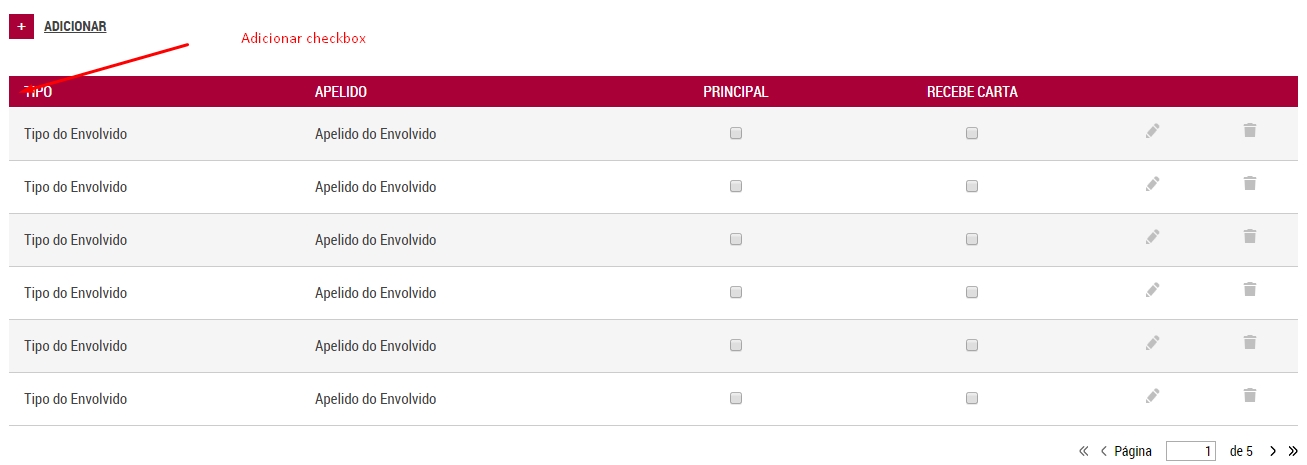 + ADICIONAR
Adicionar checkbox
TIPO APELIDO PRINCIPAL RECEBE CARTA
Tipo do Envolvido Apelido do Envolvido
Tipo do Envolvido Apelido do Envolvido
Tipo do Envolvido Apelido do Envolvido
Tipo do Envolvido Apelido do Envolvido
Tipo do Envolvido Apelido do Envolvido
Tipo do Envolvido Apelido do Envolvido
« ‹ Página 1 de 5 › »